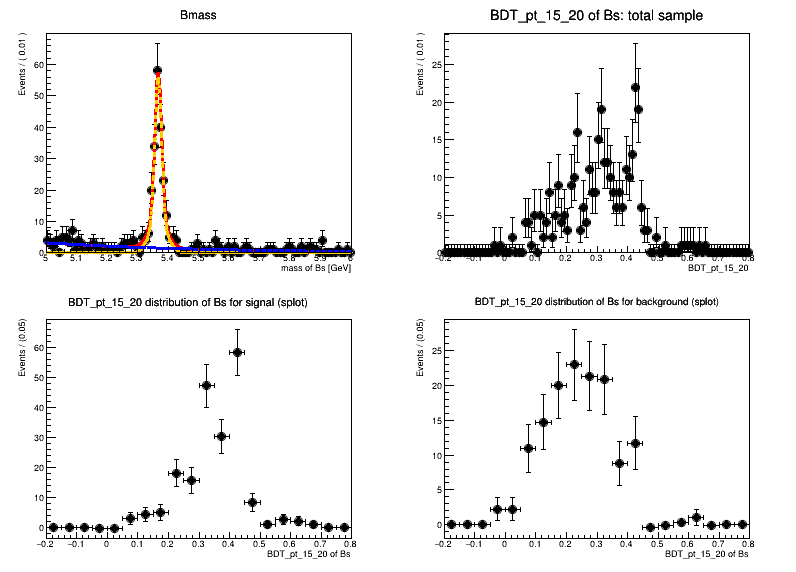 Bmass
Events / ( 0.01 )
60
50
40
30
20
10
0
5 5.1 5.2 5.3 5.4 5.5 5.6 5.7 5.8 5.9 6
mass of Bs [GeV]
BDT_pt_15_20 of Bs: total sample
Events / ( 0.01 )
25
20
15
10
5
0
−0.2 −0.1 0 0.1 0.2 0.3 0.4 0.5 0.6 0.7 0.8
BDT_pt_15_20
BDT_pt_15_20 distribution of Bs for signal (splot)
Events / (0.05)
60
50
40
30
20
10
0
−0.2 −0.1 0 0.1 0.2 0.3 0.4 0.5 0.6 0.7 0.8
BDT_pt_15_20 of Bs
BDT_pt_15_20 distribution of Bs for background (splot)
Events / (0.05)
25
20
15
10
5
0
−0.2 −0.1 0 0.1 0.2 0.3 0.4 0.5 0.6 0.7 0.8
BDT_pt_15_20 of Bs